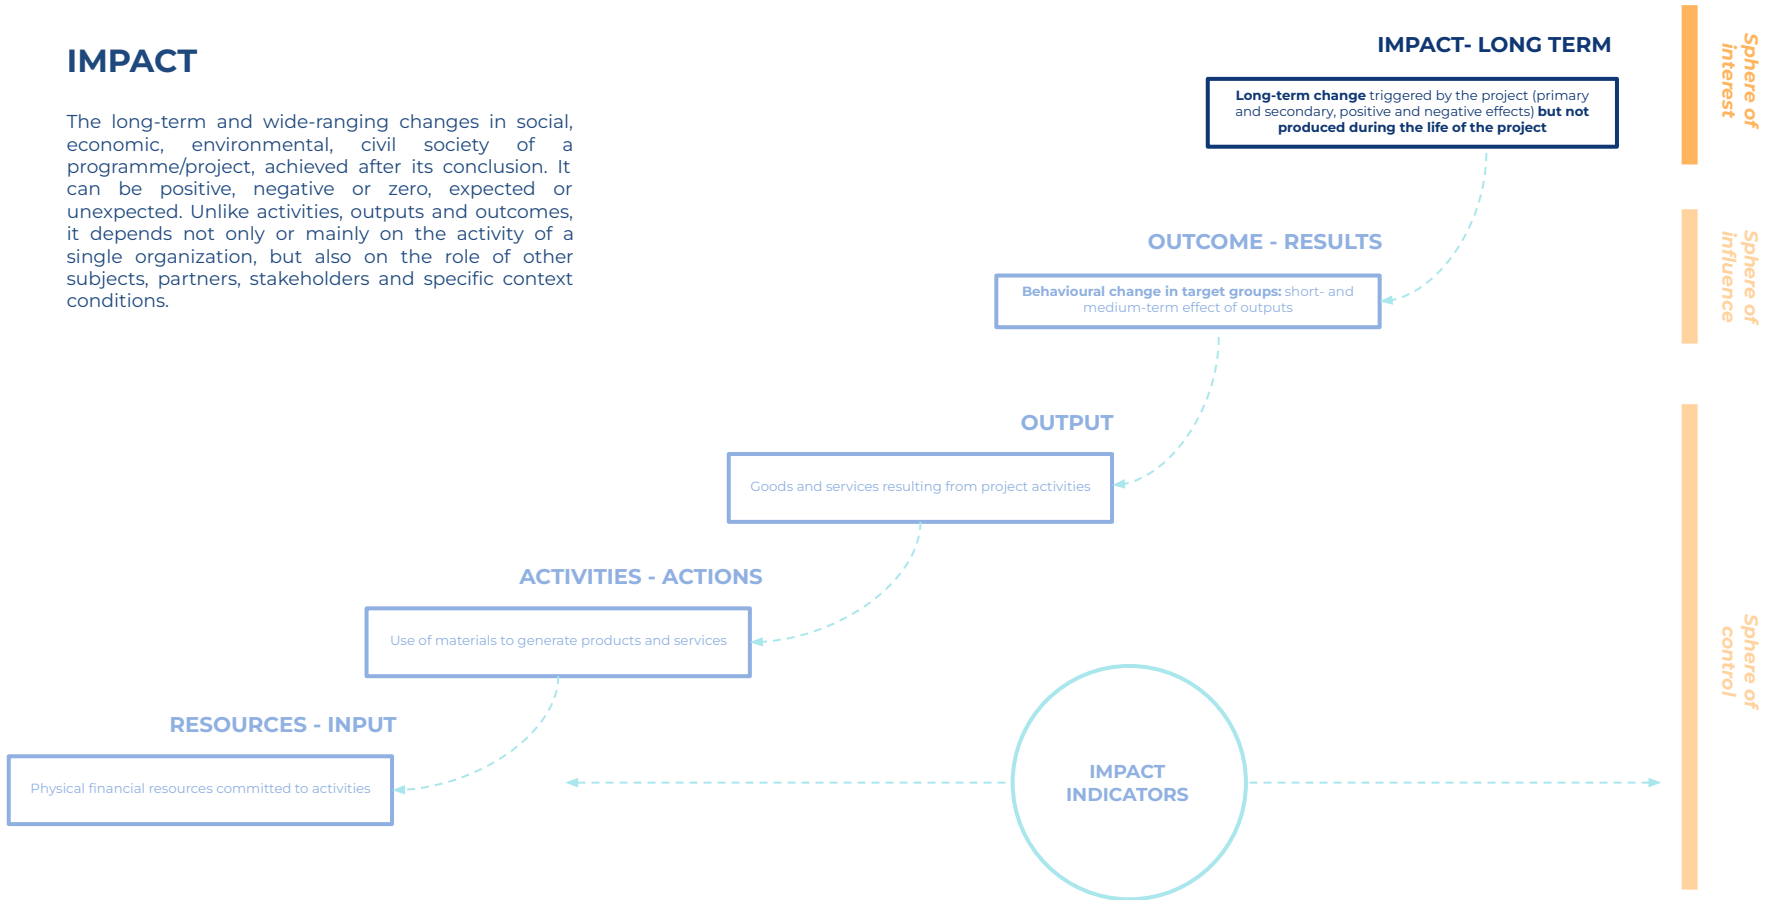 IMPACT
The long-term and wide-ranging changes in social,
economic, environmental, civil society of a
programme/project, achieved after its conclusion. It
can be positive, negative or zero, expected or
unexpected. Unlike activities, outputs and outcomes,
it depends not only or mainly on the activity of a
single organization, but also on the role of other
subjects, partners, stakeholders and specific context
conditions.
IMPACT- LONG TERM
Long-term change triggered by the project (primary
and secondary, positive and negative effects) but not
produced during the life of the project
Sphere of
interest
OUTCOME - RESULTS
Behavioural change in target groups: short- and
medium-term effect of outputs
Sphere of
influence
OUTPUT
Goods and services resulting from project activities
ACTIVITIES - ACTIONS
Use of materials to generate products and services
Sphere of
control
RESOURCES - INPUT
Physical financial resources committed to activities
IMPACT
INDICATORS